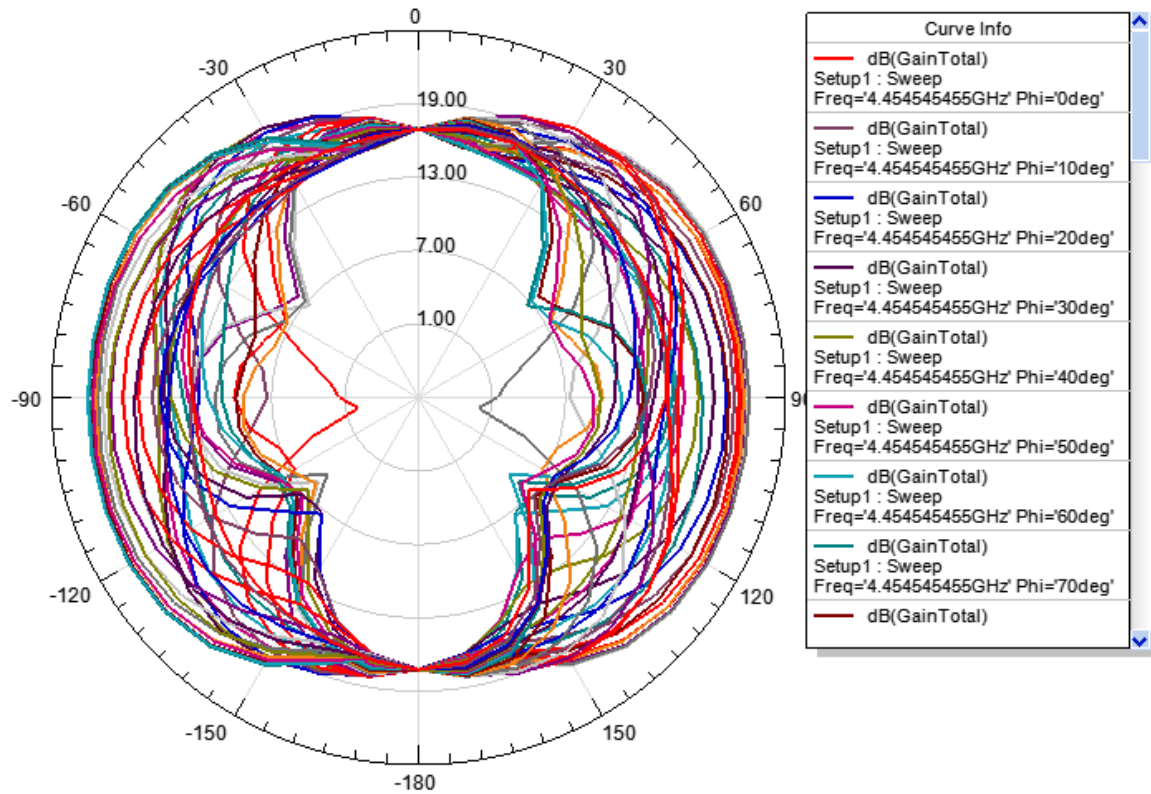 0
-30
30
19.00
13.00
-60
60
7.00
1.00
-90
90
-120
120
-150
150
-180
Curve Info
dB(GainTotal)
Setup1 : Sweep
Freq='4.454545455GHz' Phi='0deg'
dB(GainTotal)
Setup1 : Sweep
Freq='4.454545455GHz' Phi='10deg'
dB(GainTotal)
Setup1 : Sweep
Freq='4.454545455GHz' Phi='20deg'
dB(GainTotal)
Setup1 : Sweep
Freq='4.454545455GHz' Phi='30deg'
dB(GainTotal)
Setup1 : Sweep
Freq='4.454545455GHz' Phi='40deg'
dB(GainTotal)
Setup1 : Sweep
Freq='4.454545455GHz' Phi='50deg'
dB(GainTotal)
Setup1 : Sweep
Freq='4.454545455GHz' Phi='60deg'
dB(GainTotal)
Setup1 : Sweep
Freq='4.454545455GHz' Phi='70deg'
dB(GainTotal)